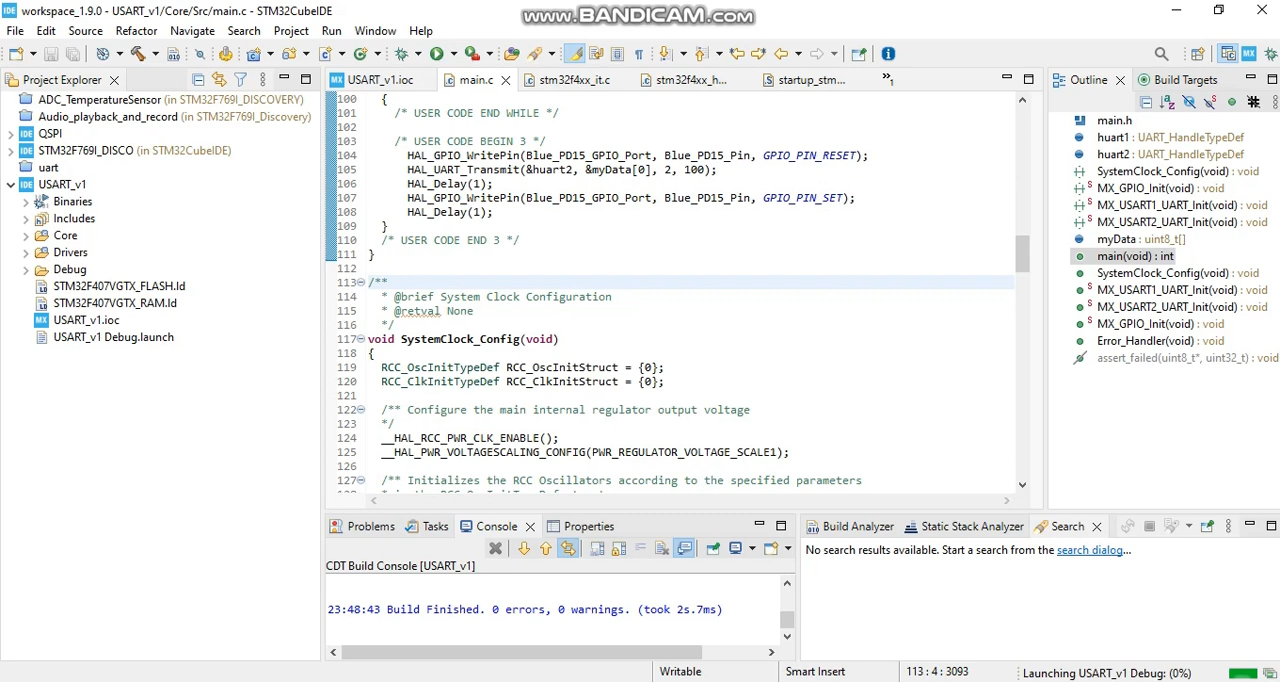 workspace_1.9.0 - USART_v1/Core/Src/main.c - STM32CubeIDE
www.BANDICAM.com
File Edit Source Refactor Navigate Search Project Run Window Help
Project Explorer
ADC_TemperatureSensor (in STM32F769I_DISCOVERY)
Audio_playback_and_record (in STM32F769I_Discovery)
QSPI
STM32F769I_DISCO (in STM32CubeIDE)
uart
USART_v1
Binaries
Includes
Core
Drivers
Debug
STM32F407VGTX_FLASH.ld
STM32F407VGTX_RAM.ld
USART_v1.ioc
USART_v1 Debug.launch
USART_v1.ioc main.c stm32f4xx_it.c stm32f4xx_h... startup_stm... »1
100 {
101 /* USER CODE END WHILE */
102
103 /* USER CODE BEGIN 3 */
104 HAL_GPIO_WritePin(Blue_PD15_GPIO_Port, Blue_PD15_Pin, GPIO_PIN_RESET);
105 HAL_UART_Transmit(&huart2, &myData[0], 2, 100);
106 HAL_Delay(1);
107 HAL_GPIO_WritePin(Blue_PD15_GPIO_Port, Blue_PD15_Pin, GPIO_PIN_SET);
108 HAL_Delay(1);
109 }
110 /* USER CODE END 3 */
111 }
112
113 /**
114 * @brief System Clock Configuration
115 * @retval None
116 */
117 void SystemClock_Config(void)
118 {
119 RCC_OscInitTypeDef RCC_OscInitStruct = {0};
120 RCC_ClkInitTypeDef RCC_ClkInitStruct = {0};
121
122 /** Configure the main internal regulator output voltage
123 */
124 __HAL_RCC_PWR_CLK_ENABLE();
125 __HAL_PWR_VOLTAGESCALING_CONFIG(PWR_REGULATOR_VOLTAGE_SCALE1);
126
127 /** Initializes the RCC Oscillators according to the specified parameters
Outline Build Targets
main.h
huart1 : UART_HandleTypeDef
huart2 : UART_HandleTypeDef
SystemClock_Config(void) : void
MX_GPIO_Init(void) : void
MX_USART1_UART_Init(void) : void
MX_USART2_UART_Init(void) : void
myData : uint8_t[]
main(void) : int
SystemClock_Config(void) : void
MX_USART1_UART_Init(void) : void
MX_USART2_UART_Init(void) : void
MX_GPIO_Init(void) : void
Error_Handler(void) : void
assert_failed(uint8_t*, uint32_t) : void
Problems Tasks Console Properties
CDT Build Console [USART_v1]
23:48:43 Build Finished. 0 errors, 0 warnings. (took 2s.7ms)
Build Analyzer Static Stack Analyzer Search
No search results available. Start a search from the search dialog...
Writable Smart Insert 113 : 4 : 3093 Launching USART_v1 Debug: (0%)